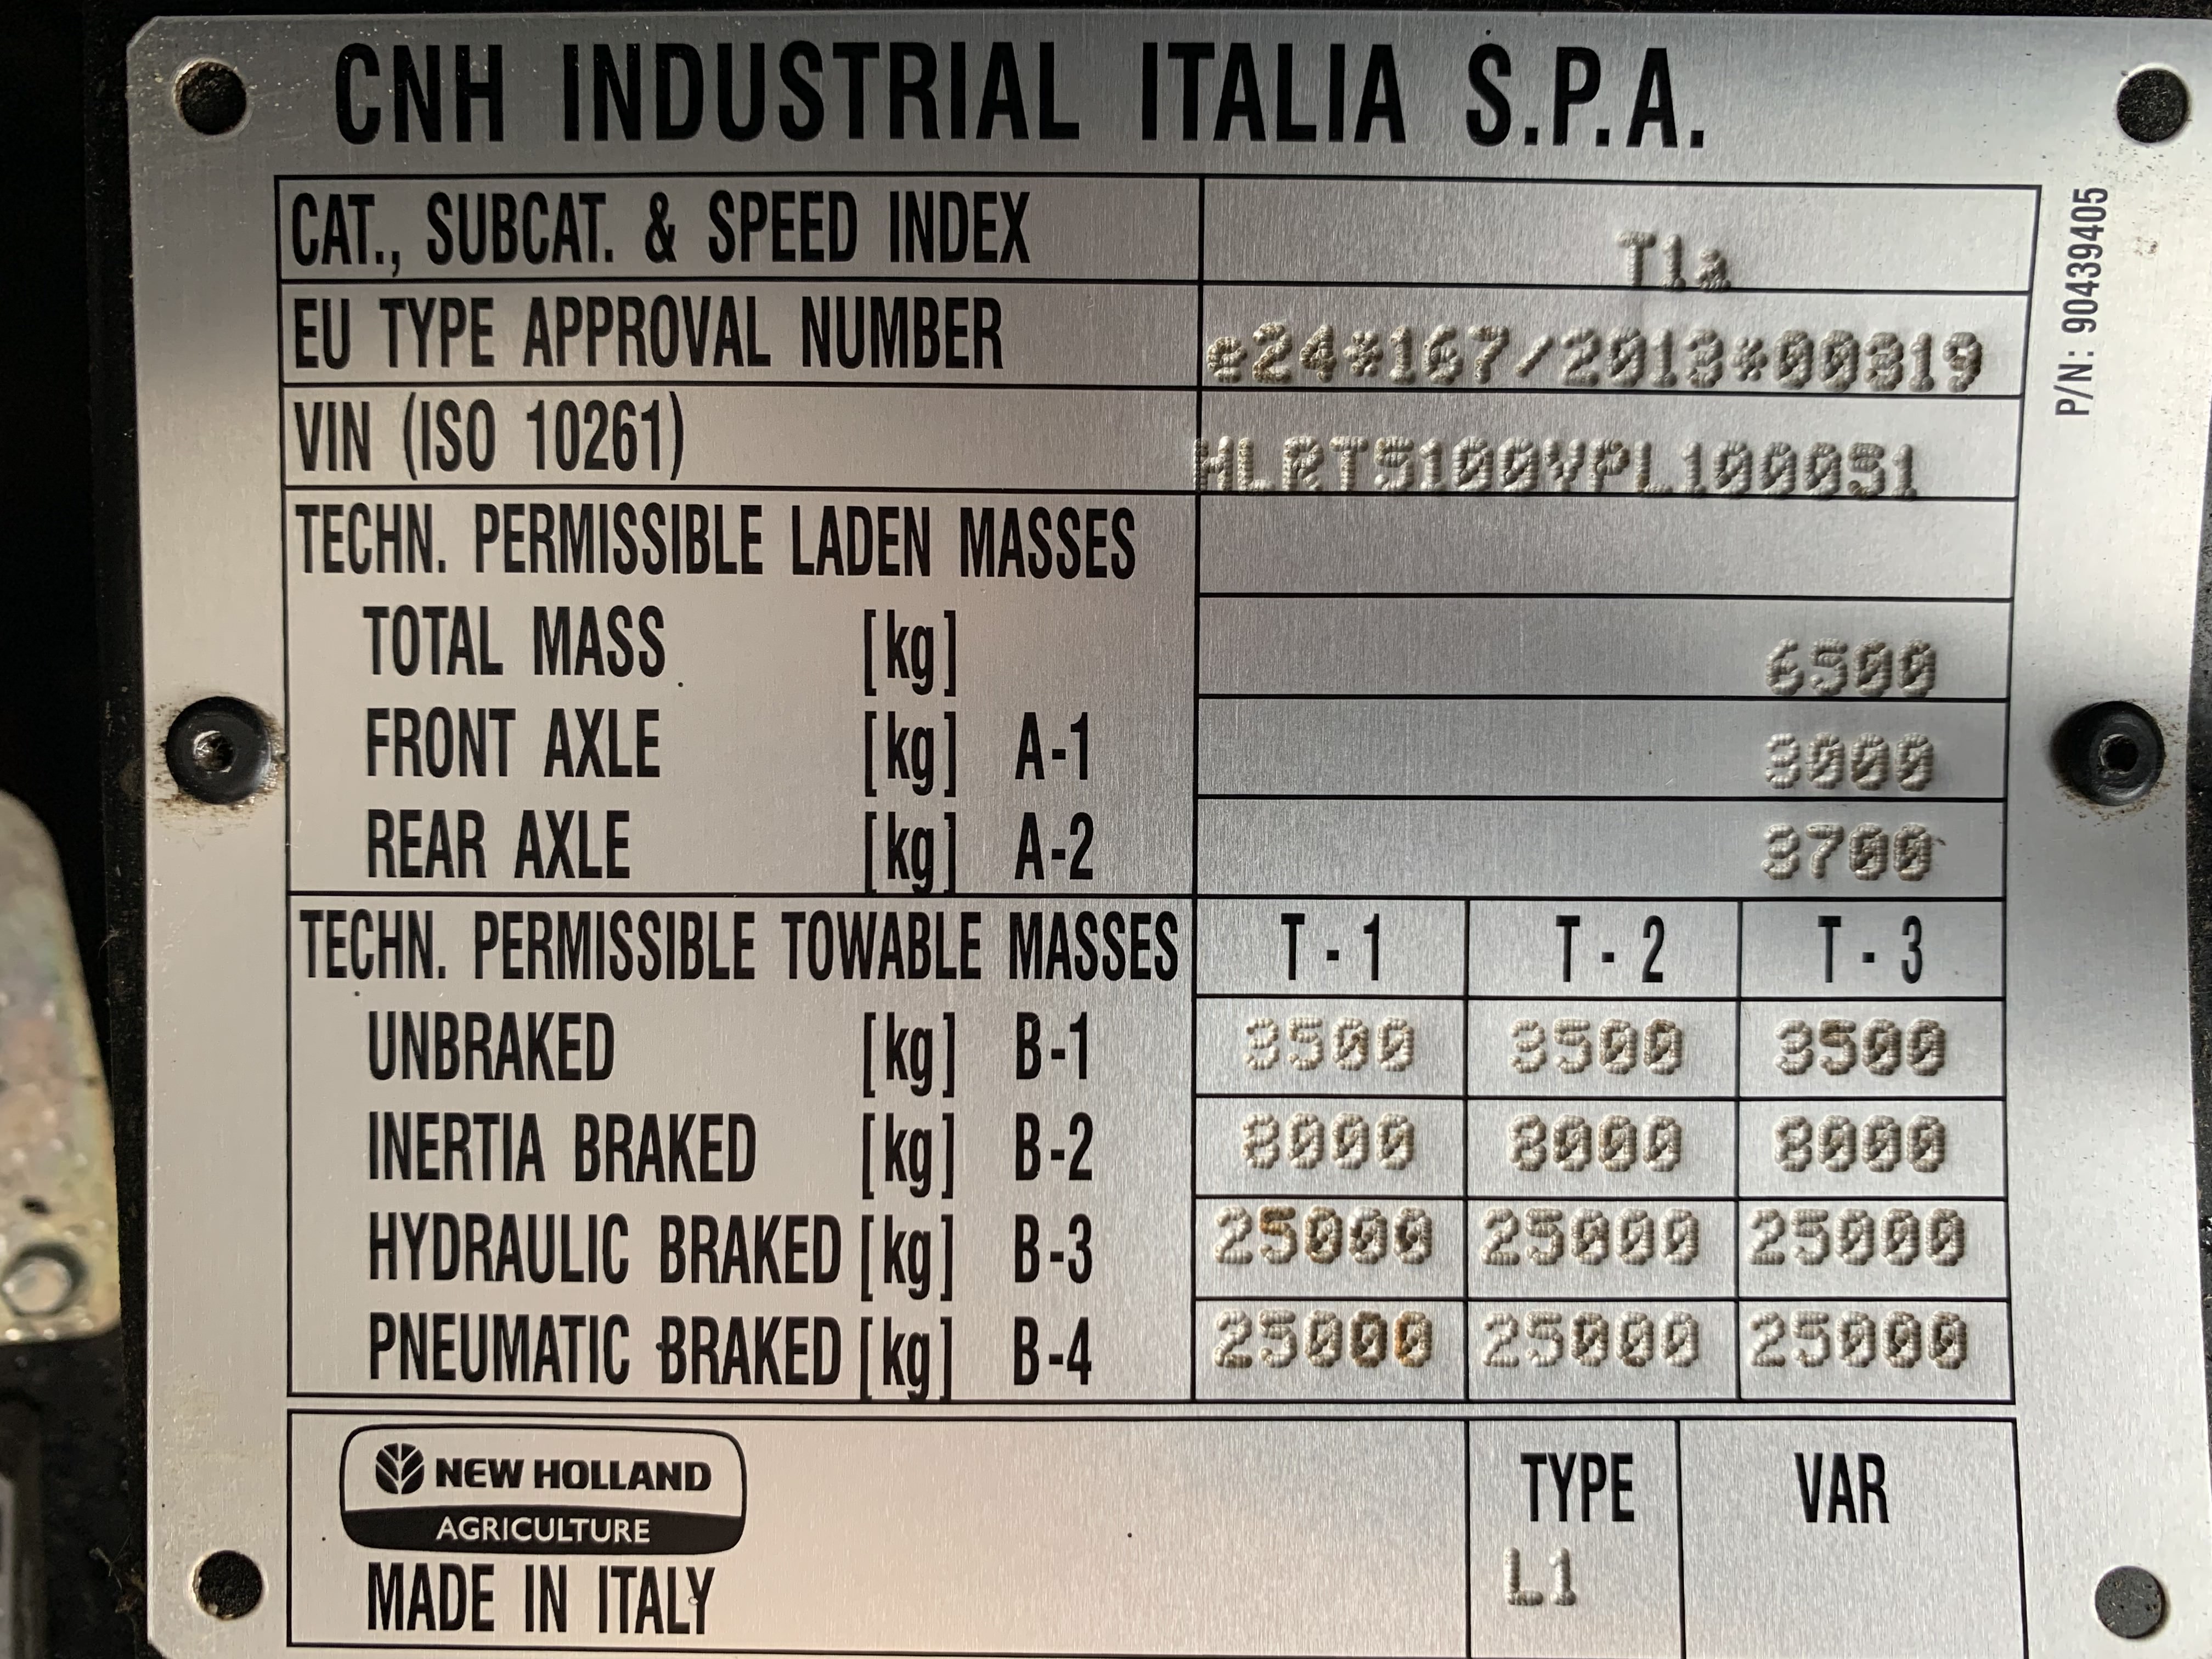 CNH INDUSTRIAL ITALIA S.P.A.
CAT., SUBCAT. & SPEED INDEX T1a
EU TYPE APPROVAL NUMBER e24*167/2013*00319
VIN (ISO 10261) HLRT5100VPL100051
TECHN. PERMISSIBLE LADEN MASSES
TOTAL MASS [kg] 6500
FRONT AXLE [kg] A-1 3000
REAR AXLE [kg] A-2 3700
TECHN. PERMISSIBLE TOWABLE MASSES T - 1 T - 2 T - 3
UNBRAKED [kg] B-1 3500 3500 3500
INERTIA BRAKED [kg] B-2 8000 8000 8000
HYDRAULIC BRAKED [kg] B-3 25000 25000 25000
PNEUMATIC BRAKED [kg] B-4 25000 25000 25000
NEW HOLLAND
AGRICULTURE
MADE IN ITALY
TYPE VAR
L1
P/N: 90439405